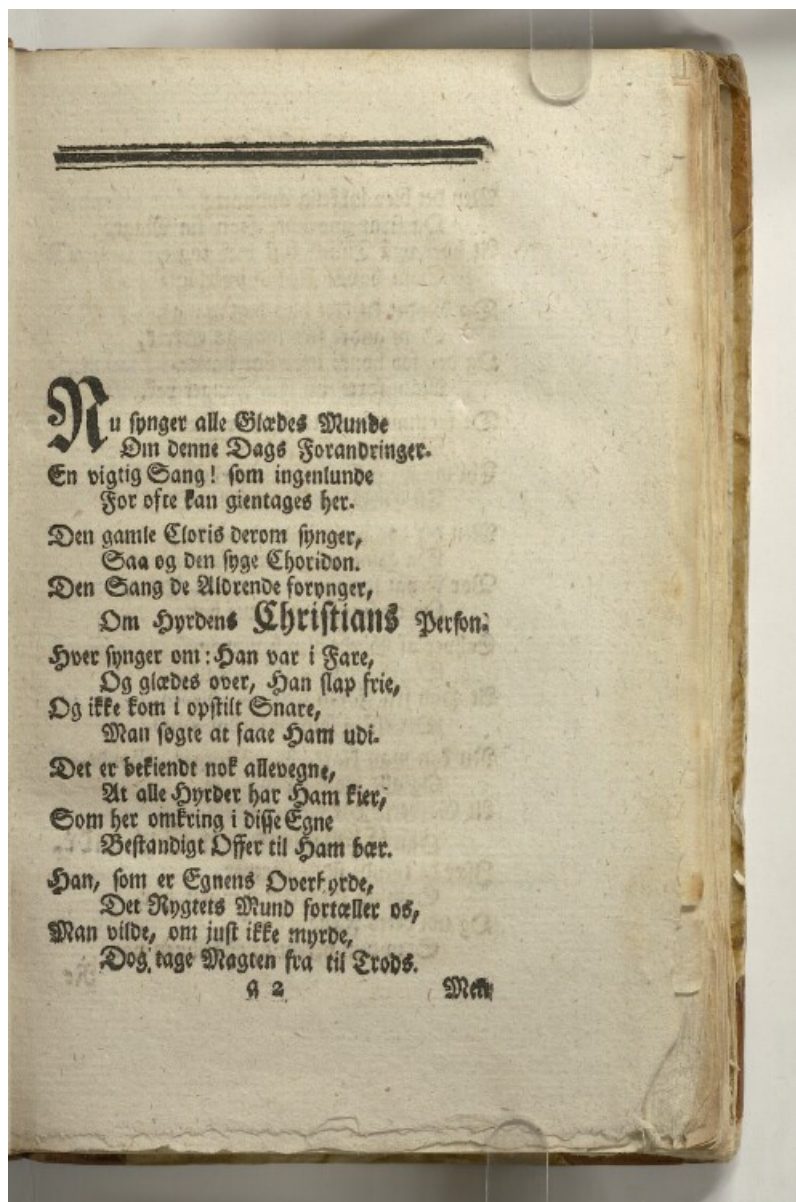 Nu synger alle Glædes Munde
Om denne Dags Forandringer.
En vigtig Sang! som ingenlunde
For ofte kan gientages her.
Den gamle Cloris derom synger,
Saa og den syge Choridon.
Den Sang de Aldrende forynger,
Om Hyrdens Christians Person.
Hver synger om: Han var i Fare,
Og glædes over, Han slap frie,
Og ikke kom i opstilt Snare,
Man søgte at faae Ham udi.
Det er bekiendt nok allevegne,
At alle Hyrder har Ham kier,
Som her omkring i disse Egne
Bestandigt Offer til Ham bær.
Han, som er Egnens Overhyrde,
Det Rygtets Mund fortæller os,
Man vilde, om just ikke myrde,
Dog tage Magten fra til Trods.
g 2 Men